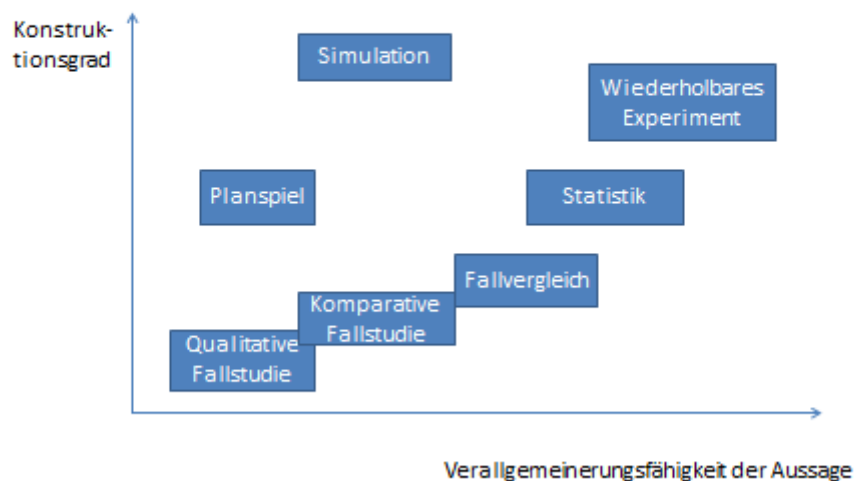 Konstruk-
tionsgrad
Simulation
Wiederholbares
Experiment
Planspiel
Statistik
Fallvergleich
Komparative
Fallstudie
Qualitative
Fallstudie
Verallgemeinerungsfähigkeit der Aussage